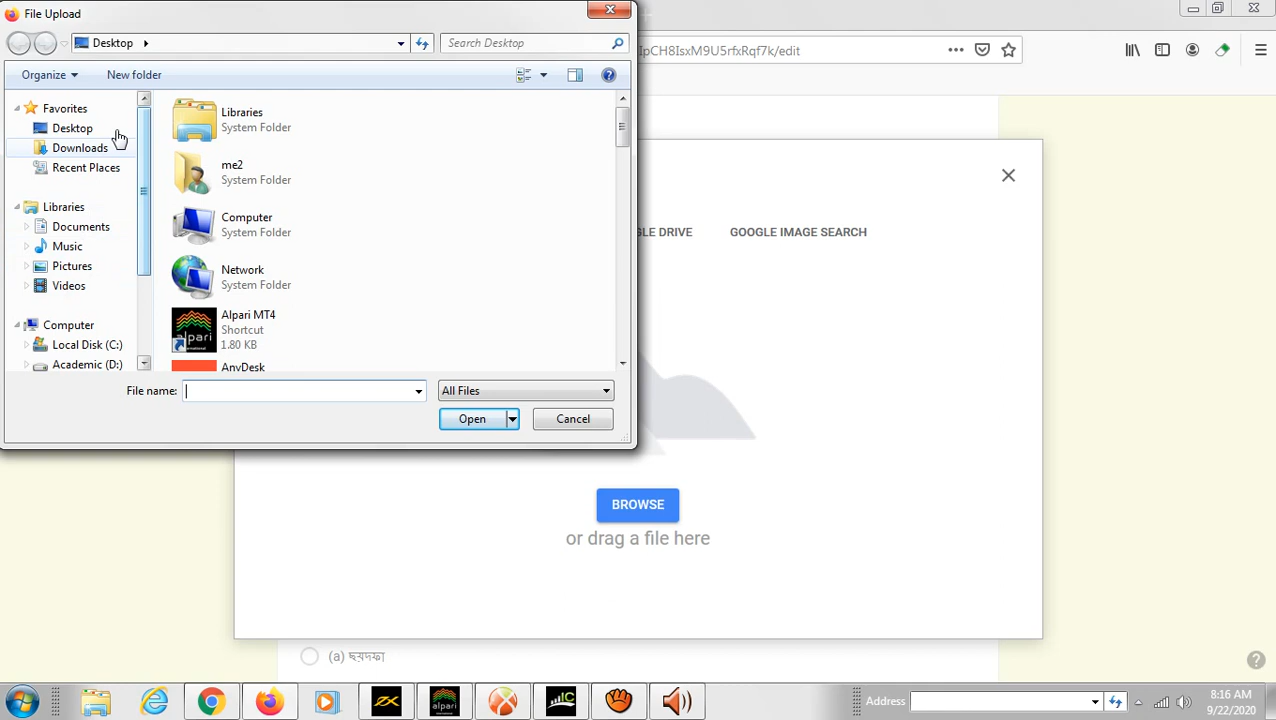 File Upload
Desktop
Search Desktop
IpCH8IsxM9U5rfxRqf7k/edit
Organize
New folder
Favorites
Desktop
Downloads
Recent Places
Libraries
Documents
Music
Pictures
Videos
Computer
Local Disk (C:)
Academic (D:)
Libraries
System Folder
me2
System Folder
Computer
System Folder
Network
System Folder
Alpari MT4
Shortcut
1.80 KB
AnyDesk
File name:
All Files
Open
Cancel
GLE DRIVE
GOOGLE IMAGE SEARCH
BROWSE
or drag a file here
(a) ছয়দফা
alpari
Address
8:16 AM
9/22/2020